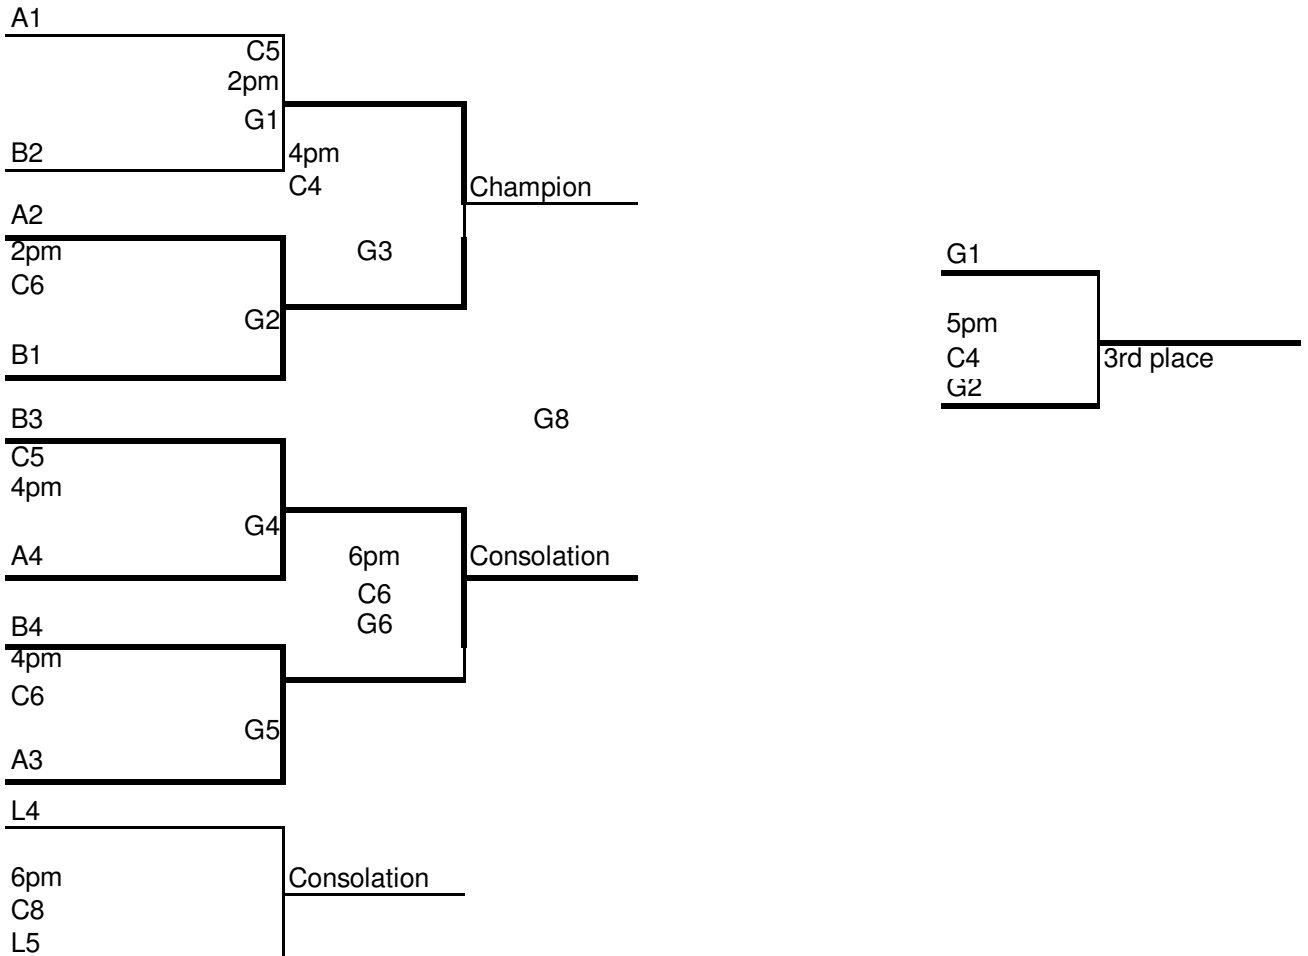 A1
C5
2pm
G1
B2
4pm
C4
Champion
A2
2pm
C6
G3
G2
B1
G1
5pm
C4
3rd place
G2
B3
G8
C5
4pm
G4
A4
6pm
Consolation
C6
G6
B4
4pm
C6
G5
A3
L4
6pm
Consolation
C8
L5